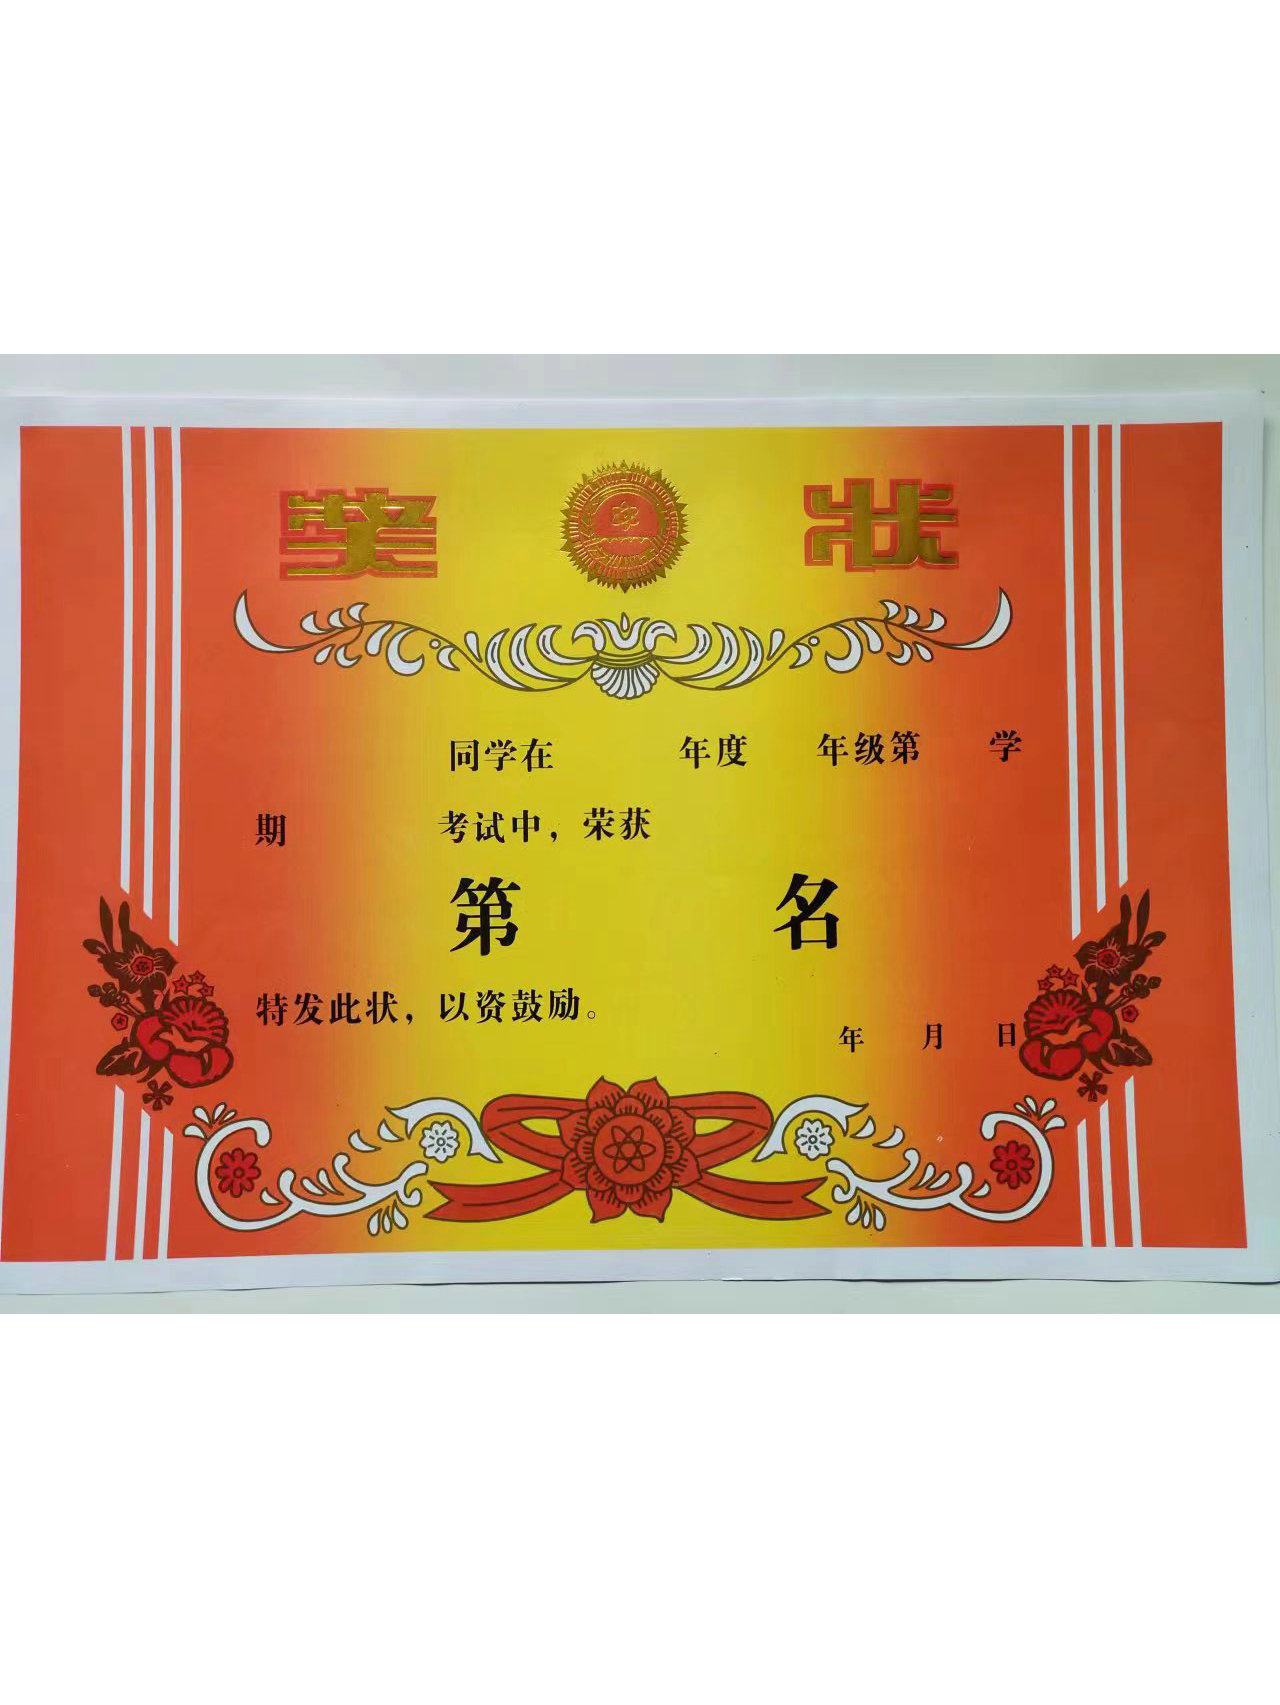 奖 状
同学在 年度 年级第 学
期 考试中，荣获
第 名
特发此状，以资鼓励。
年 月 日